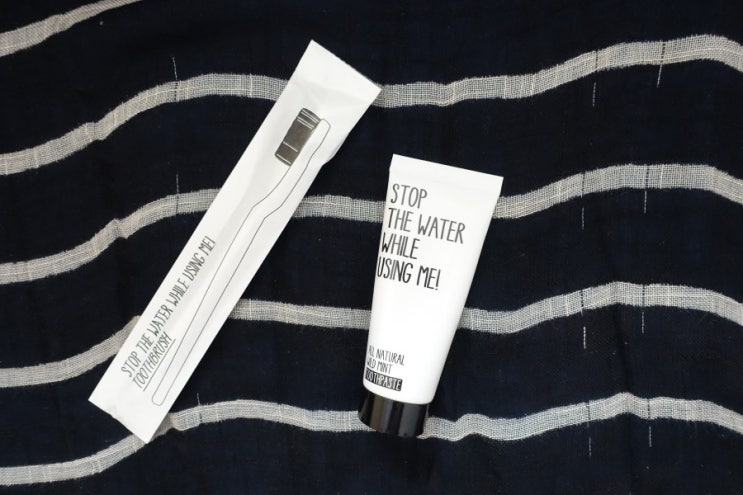 STOP THE WATER WHILE USING ME!
TOOTHBRUSH
STOP
THE WATER
WHILE
USING ME!
ALL NATURAL
WILD MINT
TOOTHPASTE